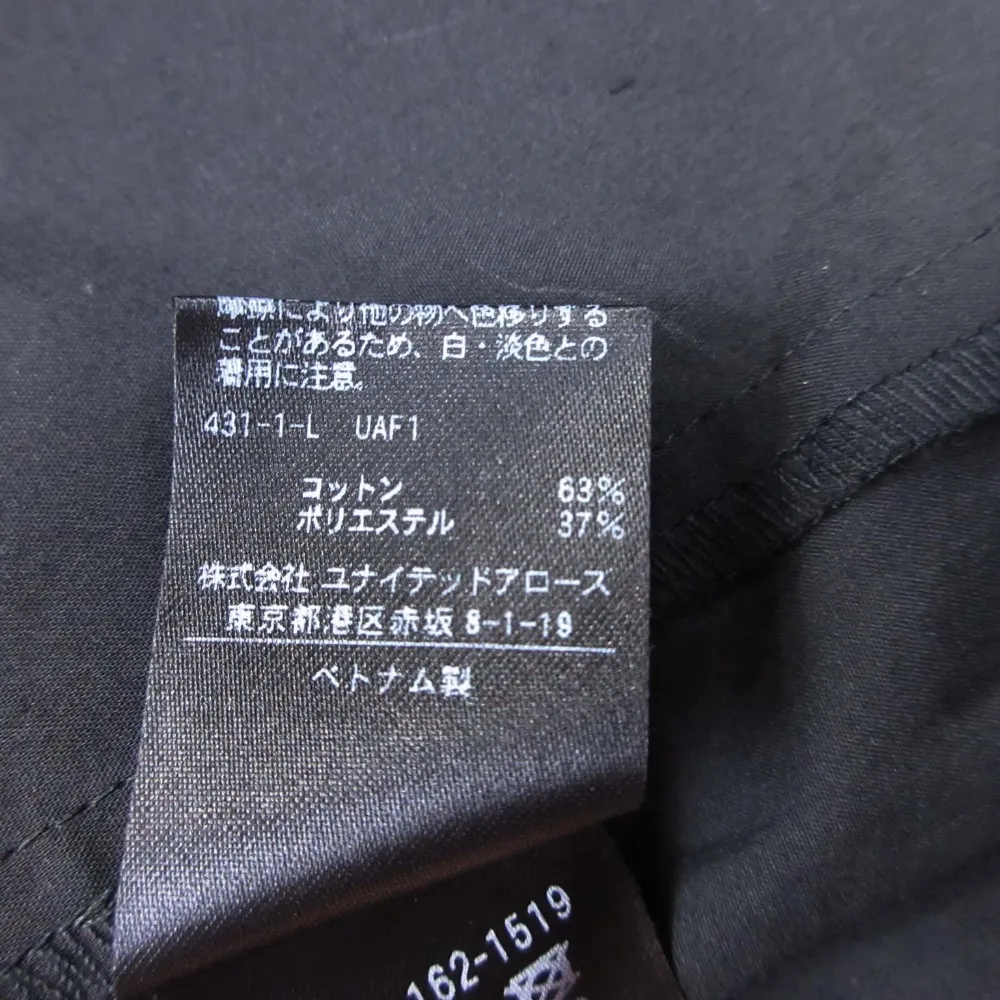 摩擦により他の物へ色移りする
ことがあるため、白・淡色との
着用に注意。
431-1-L UAF1
コットン 63%
ポリエステル 37%
株式会社 ユナイテッドアローズ
東京都港区赤坂 8-1-19
ベトナム製
162-1519